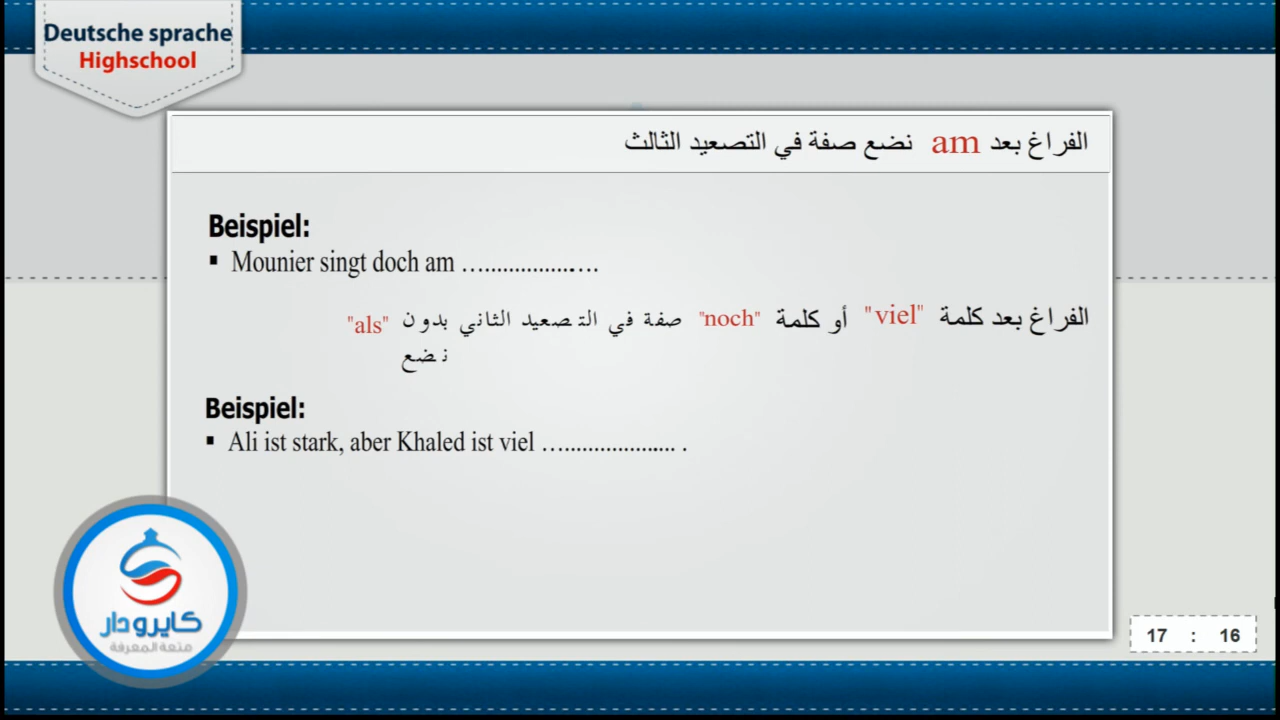 Deutsche sprache
Highschool
الفراغ بعد am نضع صفة في التصعيد الثالث
Beispiel:
▪ Mounier singt doch am …..................….
الفراغ بعد كلمة "viel" أو كلمة "noch" صفة في التصعيد الثاني بدون "als"
نضع
Beispiel:
▪ Ali ist stark, aber Khaled ist viel …..................... .
كايرودار
متعة المعرفة
17 : 16